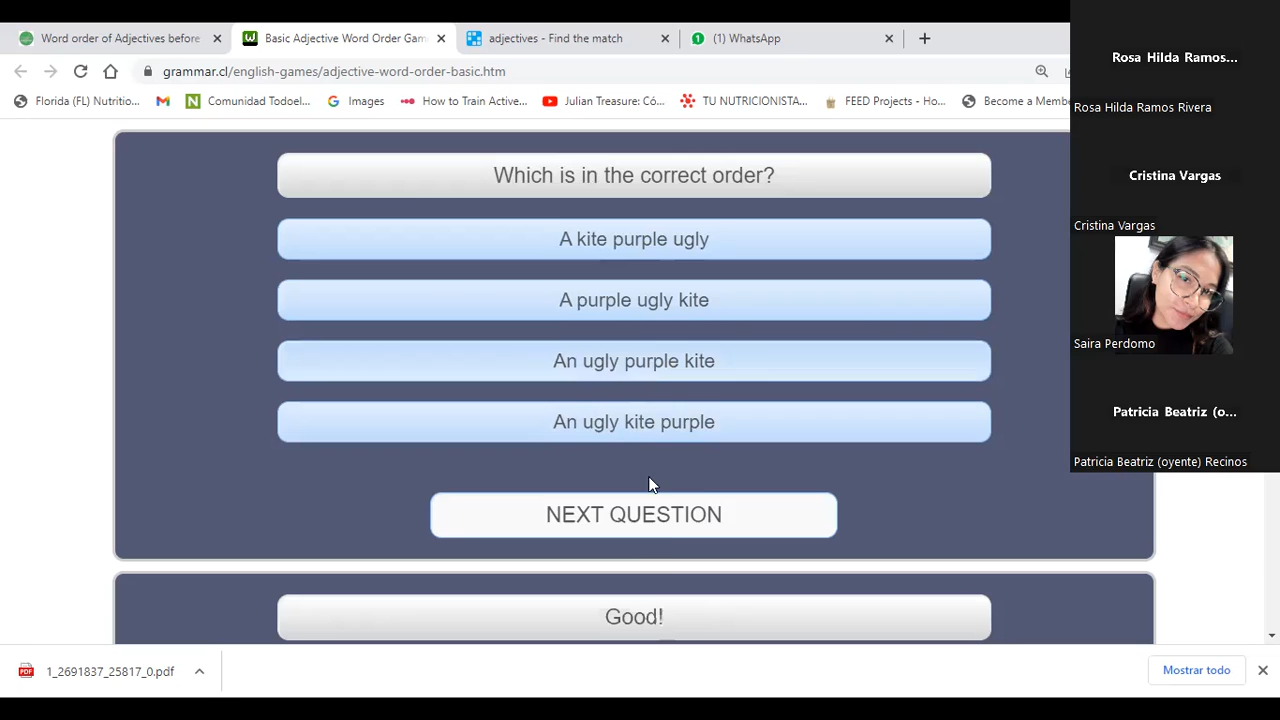 Word order of Adjectives before
Basic Adjective Word Order Gam
adjectives - Find the match
(1) WhatsApp
grammar.cl/english-games/adjective-word-order-basic.htm
Florida (FL) Nutritio...
Comunidad Todoel...
Images
How to Train Active...
Julian Treasure: Có...
TU NUTRICIONISTA...
FEED Projects - Ho...
Become a Memb
Which is in the correct order?
A kite purple ugly
A purple ugly kite
An ugly purple kite
An ugly kite purple
NEXT QUESTION
Good!
Rosa Hilda Ramos...
Rosa Hilda Ramos Rivera
Cristina Vargas
Cristina Vargas
Saira Perdomo
Patricia Beatriz (o...
Patricia Beatriz (oyente) Recinos
1_2691837_25817_0.pdf
Mostrar todo